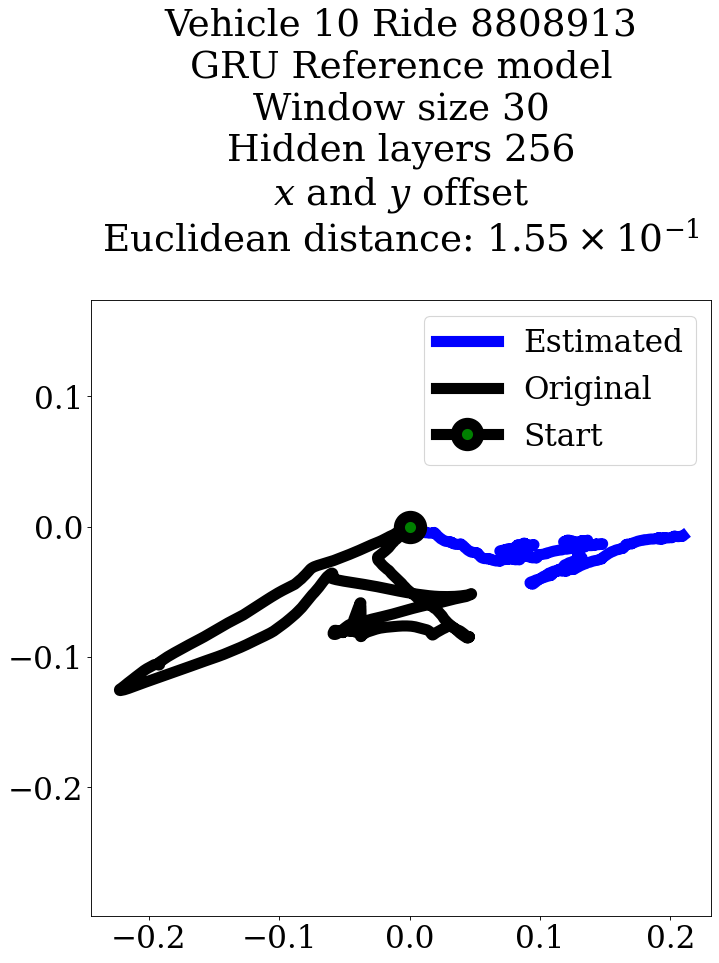 Vehicle 10 Ride 8808913
GRU Reference model
Window size 30
Hidden layers 256
x and y offset
Euclidean distance: 1.55 × 10⁻¹
Estimated
Original
Start
0.1
0.0
−0.1
−0.2
−0.2 −0.1 0.0 0.1 0.2